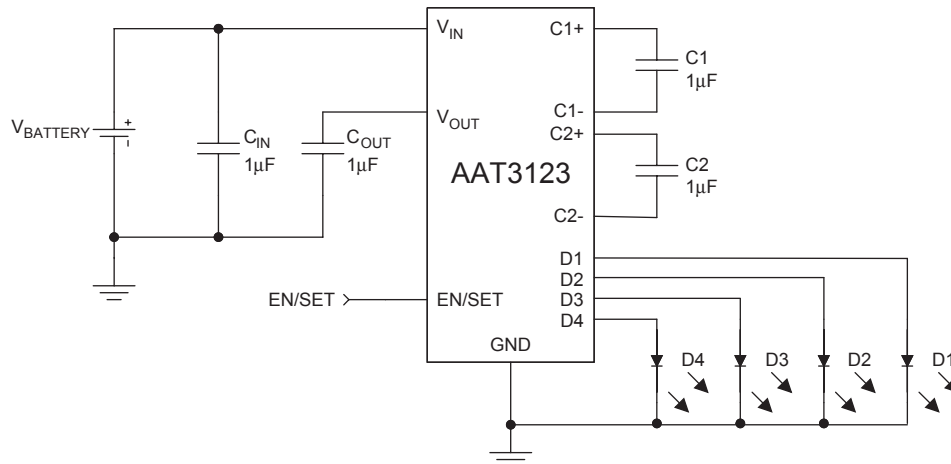 V_IN
C1+
C1
1μF
V_BATTERY
+
-
C_IN
1μF
V_OUT
C_OUT
1μF
C1-
C2+
AAT3123
C2
1μF
C2-
D1
D2
EN/SET
EN/SET
D3
D4
GND
D4
D3
D2
D1